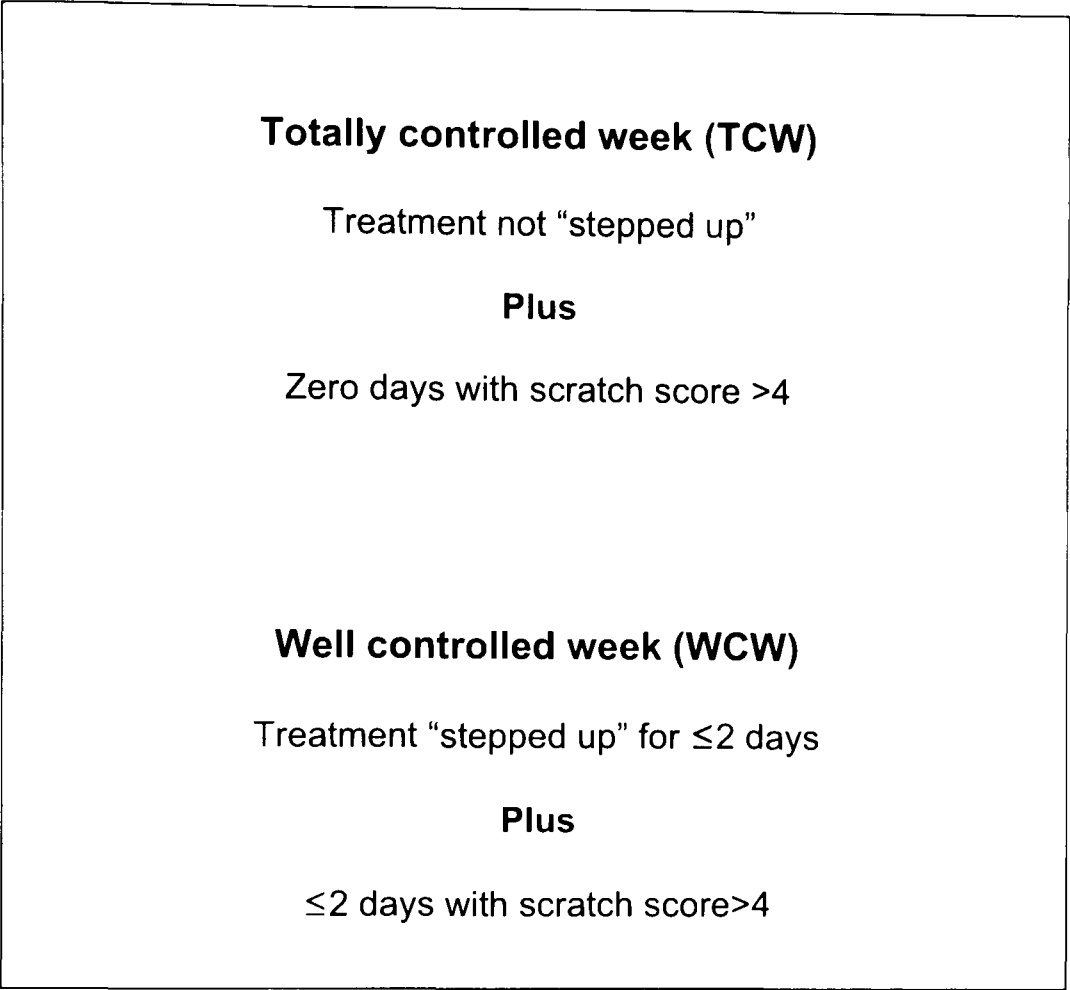 Totally controlled week (TCW)
Treatment not “stepped up”
Plus
Zero days with scratch score >4
Well controlled week (WCW)
Treatment “stepped up” for ≤2 days
Plus
≤2 days with scratch score>4